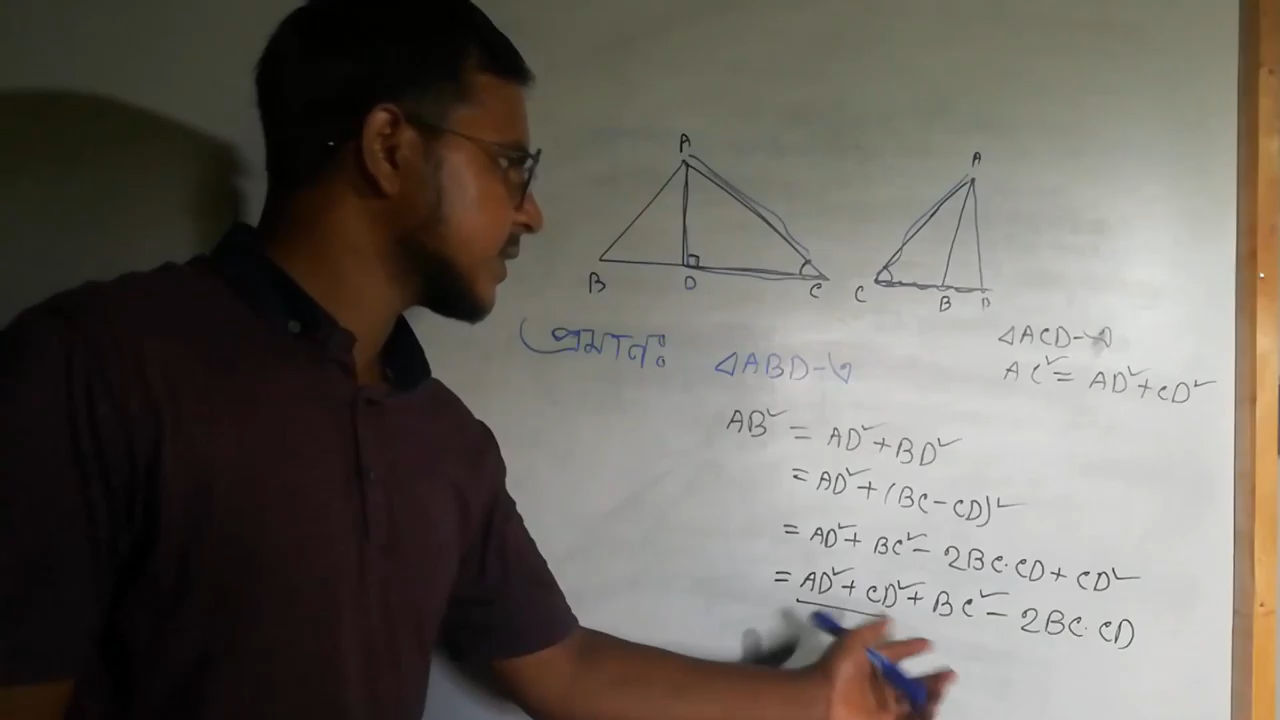 A
B D C
A
C B D
প্রমানঃ ⊿ABD-এ
⊿ACD-এ
AC² = AD² + CD²
AB² = AD² + BD²
= AD² + (BC - CD)²
= AD² + BC² - 2BC·CD + CD²
= AD² + CD² + BC² - 2BC·CD